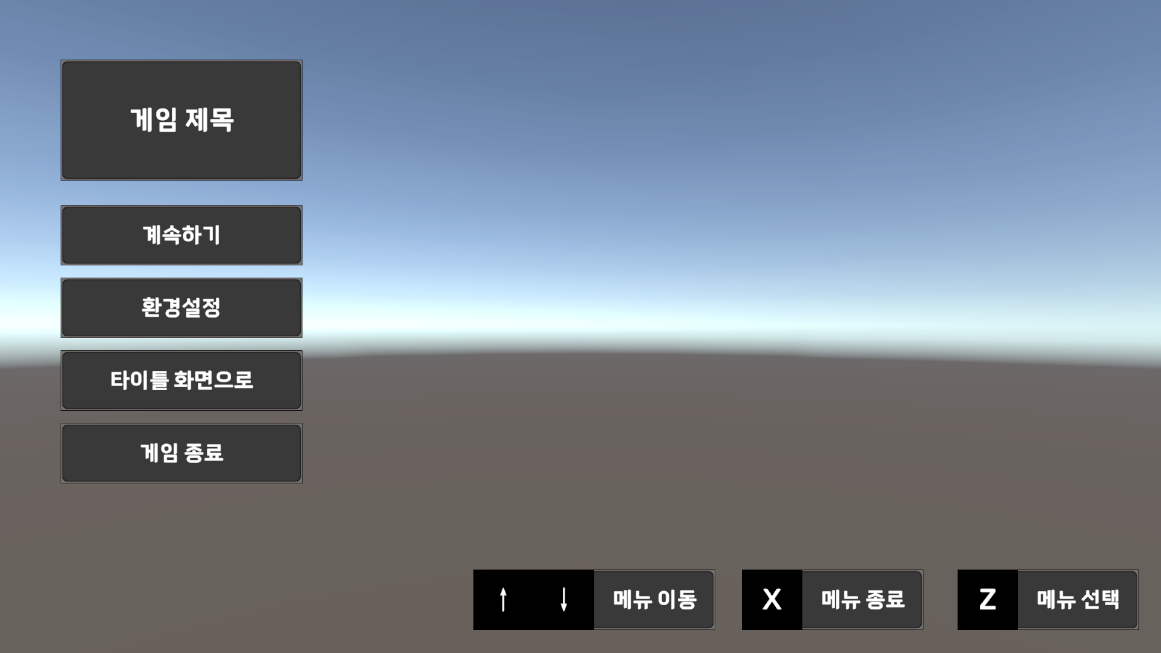 게임 제목
계속하기
환경설정
타이틀 화면으로
게임 종료
↑ ↓ 메뉴 이동 X 메뉴 종료 Z 메뉴 선택